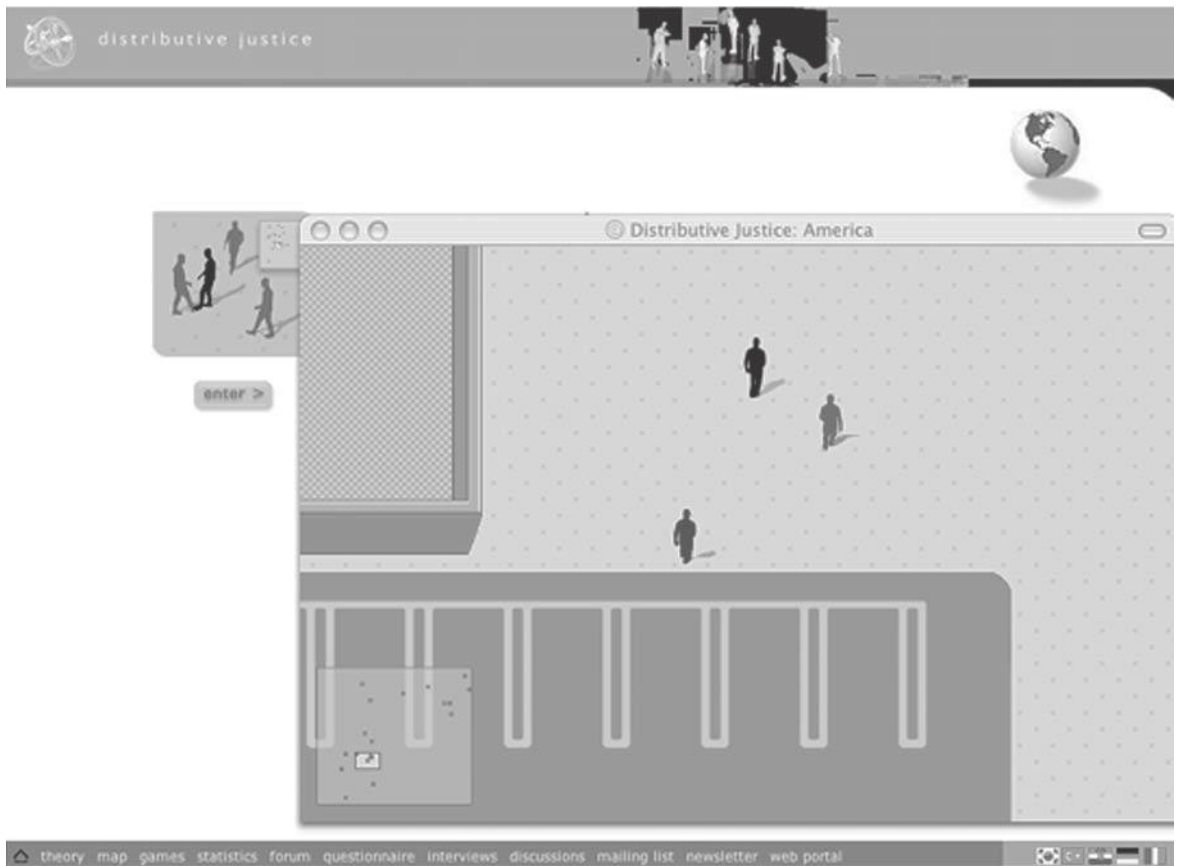 distributive justice
Distributive Justice: America
enter >
theory map games statistics forum questionnaire interviews discussions mailing list newsletter web portal